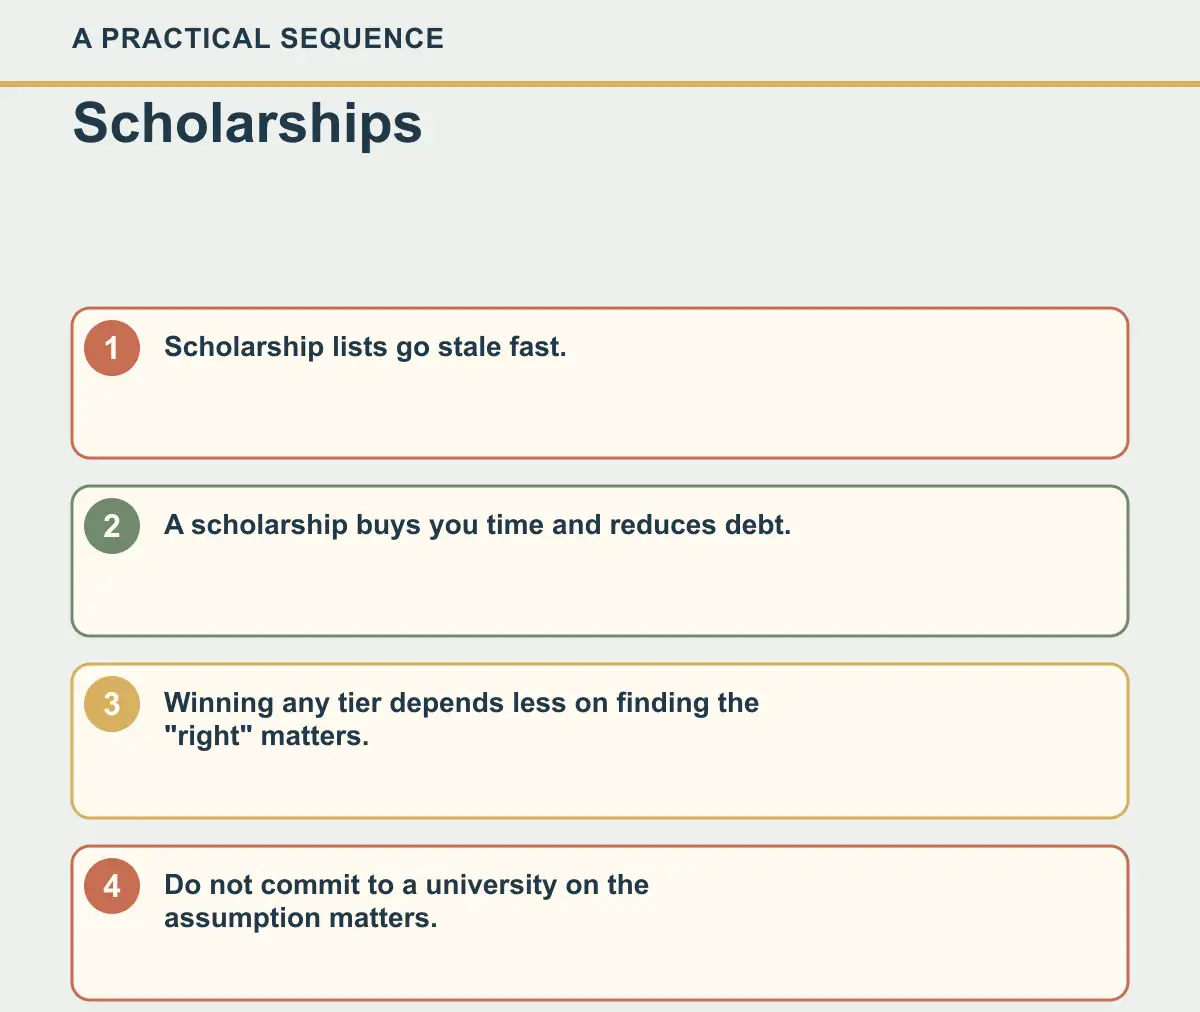 A PRACTICAL SEQUENCE
Scholarships
1
Scholarship lists go stale fast.
2
A scholarship buys you time and reduces debt.
3
Winning any tier depends less on finding the
"right" matters.
4
Do not commit to a university on the
assumption matters.